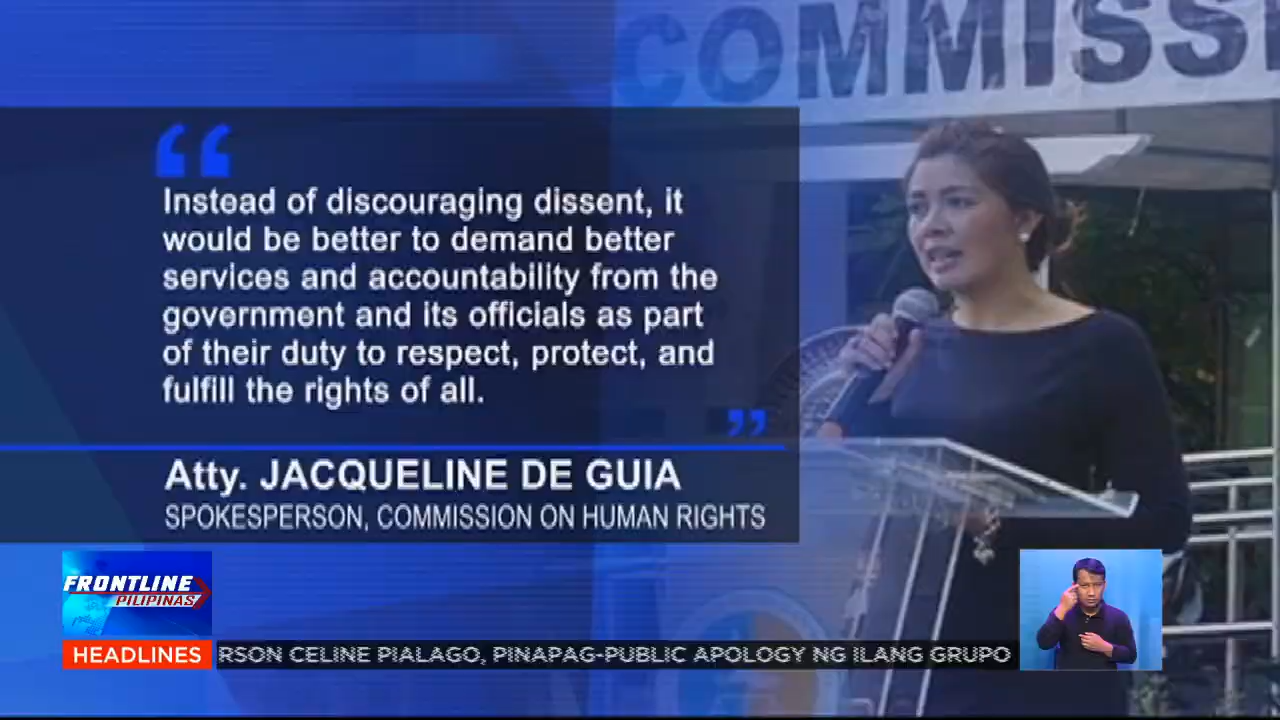 COMMISSI
“
Instead of discouraging dissent, it
would be better to demand better
services and accountability from the
government and its officials as part
of their duty to respect, protect, and
fulfill the rights of all.
”
Atty. JACQUELINE DE GUIA
SPOKESPERSON, COMMISSION ON HUMAN RIGHTS
FRONTLINE
PILIPINAS
HEADLINES RSON CELINE PIALAGO, PINAPAG-PUBLIC APOLOGY NG ILANG GRUPO